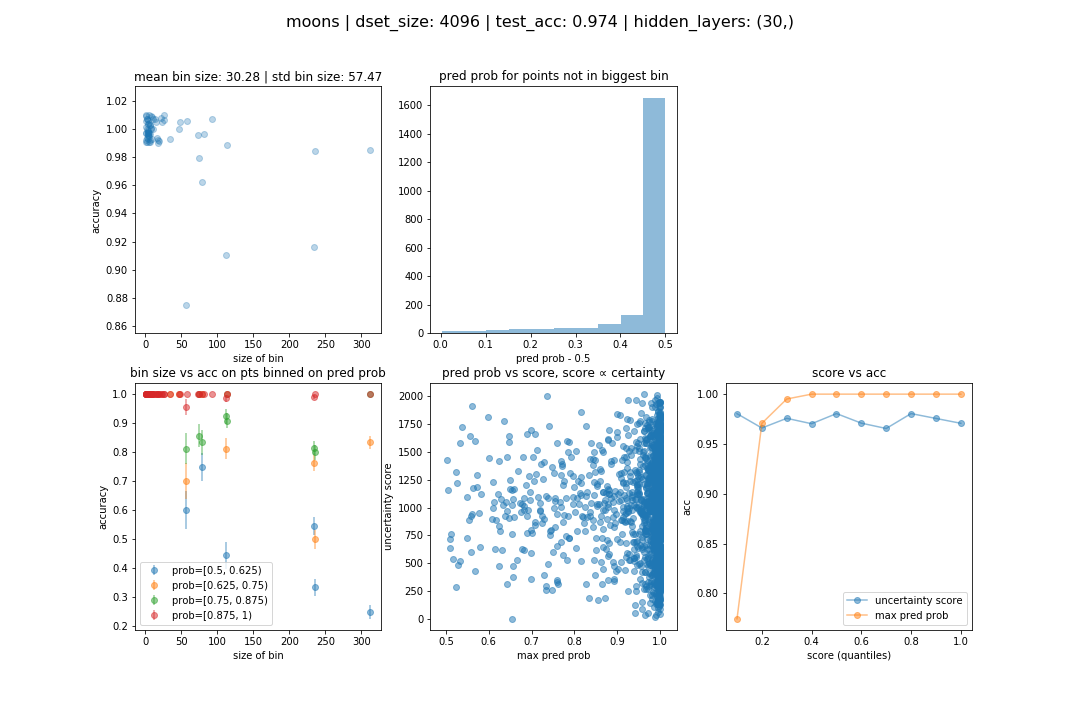 moons | dset_size: 4096 | test_acc: 0.974 | hidden_layers: (30,)
mean bin size: 30.28 | std bin size: 57.47
1.02
1.00
0.98
0.96
0.94
0.92
0.90
0.88
0.86
accuracy
0 50 100 150 200 250 300
size of bin
pred prob for points not in biggest bin
1600
1400
1200
1000
800
600
400
200
0
0.0 0.1 0.2 0.3 0.4 0.5
pred prob - 0.5
bin size vs acc on pts binned on pred prob
1.0
0.9
0.8
0.7
0.6
0.5
0.4
0.3
0.2
accuracy
prob=[0.5, 0.625)
prob=[0.625, 0.75)
prob=[0.75, 0.875)
prob=[0.875, 1)
0 50 100 150 200 250 300
size of bin
pred prob vs score, score ∝ certainty
2000
1750
1500
1250
1000
750
500
250
0
uncertainty score
0.5 0.6 0.7 0.8 0.9 1.0
max pred prob
score vs acc
1.00
0.95
0.90
0.85
0.80
acc
uncertainty score
max pred prob
0.2 0.4 0.6 0.8 1.0
score (quantiles)